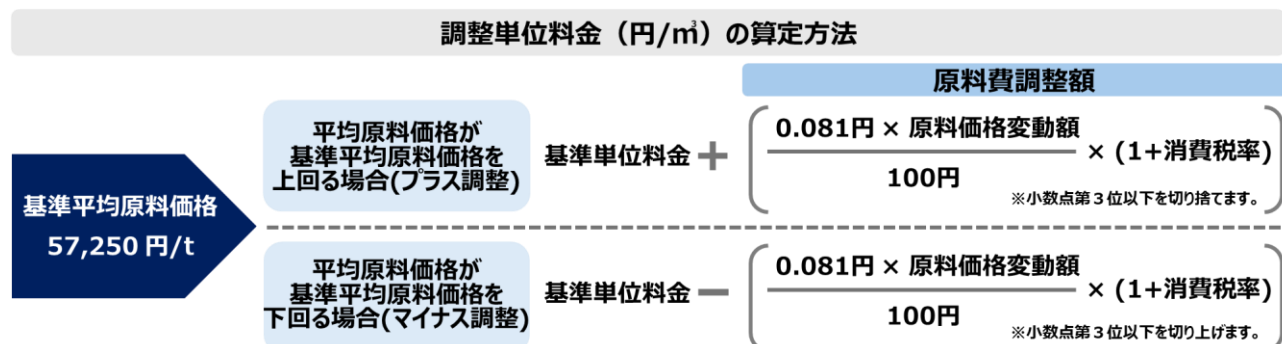 調整単位料金（円/㎥）の算定方法
原料費調整額
基準平均原料価格
57,250 円/t
平均原料価格が
基準平均原料価格を
上回る場合(プラス調整)
基準単位料金 +
0.081円 × 原料価格変動額
100円
× (1+消費税率)
※小数点第３位以下を切り捨てます。
平均原料価格が
基準平均原料価格を
下回る場合(マイナス調整)
基準単位料金 −
0.081円 × 原料価格変動額
100円
× (1+消費税率)
※小数点第３位以下を切り上げます。